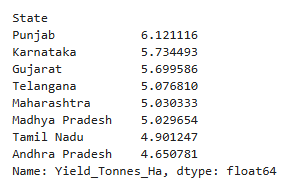 State
Punjab            6.121116
Karnataka         5.734493
Gujarat           5.699586
Telangana         5.076810
Maharashtra       5.030333
Madhya Pradesh    5.029654
Tamil Nadu        4.901247
Andhra Pradesh    4.650781
Name: Yield_Tonnes_Ha, dtype: float64